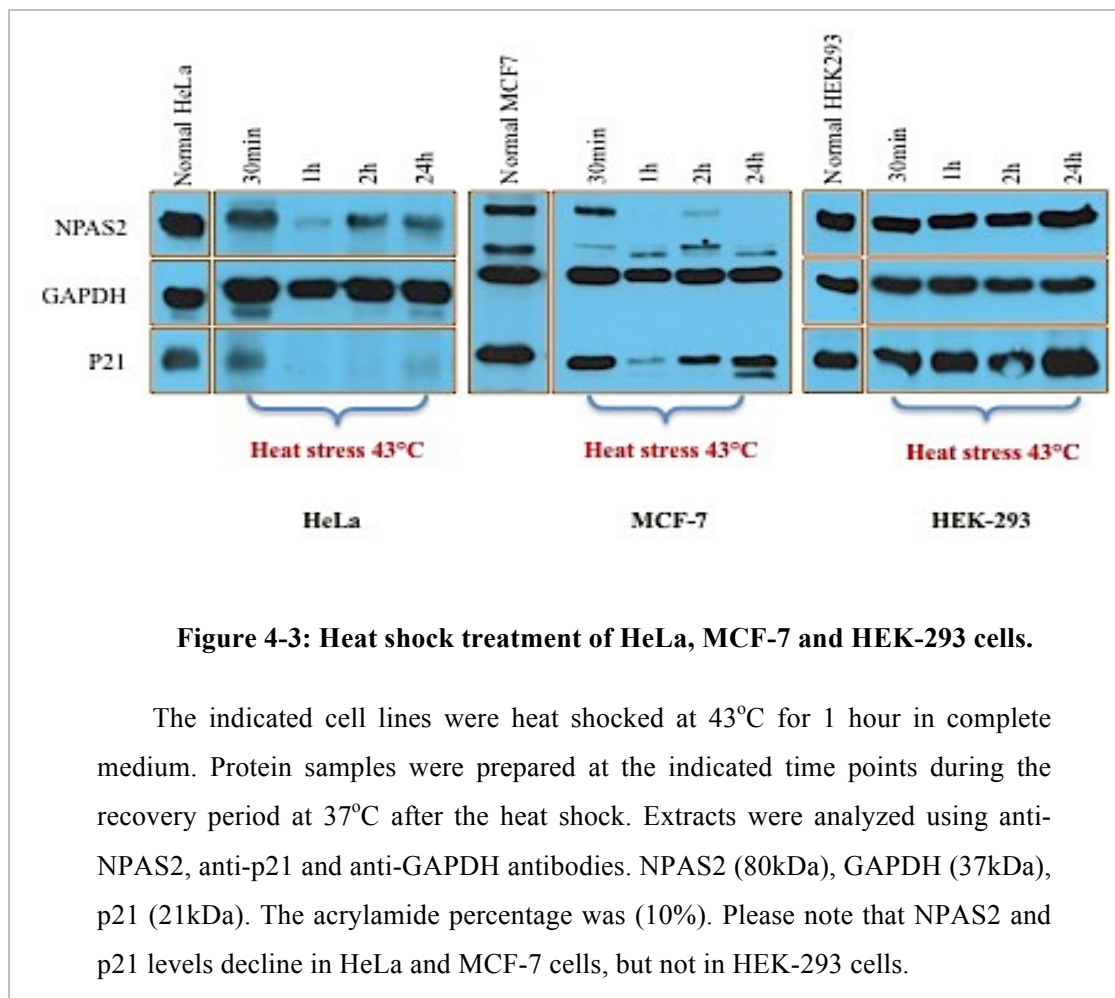 Normal HeLa 30min 1h 2h 24h Normal MCF7 30min 1h 2h 24h Normal HEK293 30min 1h 2h 24h
NPAS2
GAPDH
P21
Heat stress 43°C Heat stress 43°C Heat stress 43°C
HeLa MCF-7 HEK-293
Figure 4-3: Heat shock treatment of HeLa, MCF-7 and HEK-293 cells.
The indicated cell lines were heat shocked at 43°C for 1 hour in complete
medium. Protein samples were prepared at the indicated time points during the
recovery period at 37°C after the heat shock. Extracts were analyzed using anti-
NPAS2, anti-p21 and anti-GAPDH antibodies. NPAS2 (80kDa), GAPDH (37kDa),
p21 (21kDa). The acrylamide percentage was (10%). Please note that NPAS2 and
p21 levels decline in HeLa and MCF-7 cells, but not in HEK-293 cells.